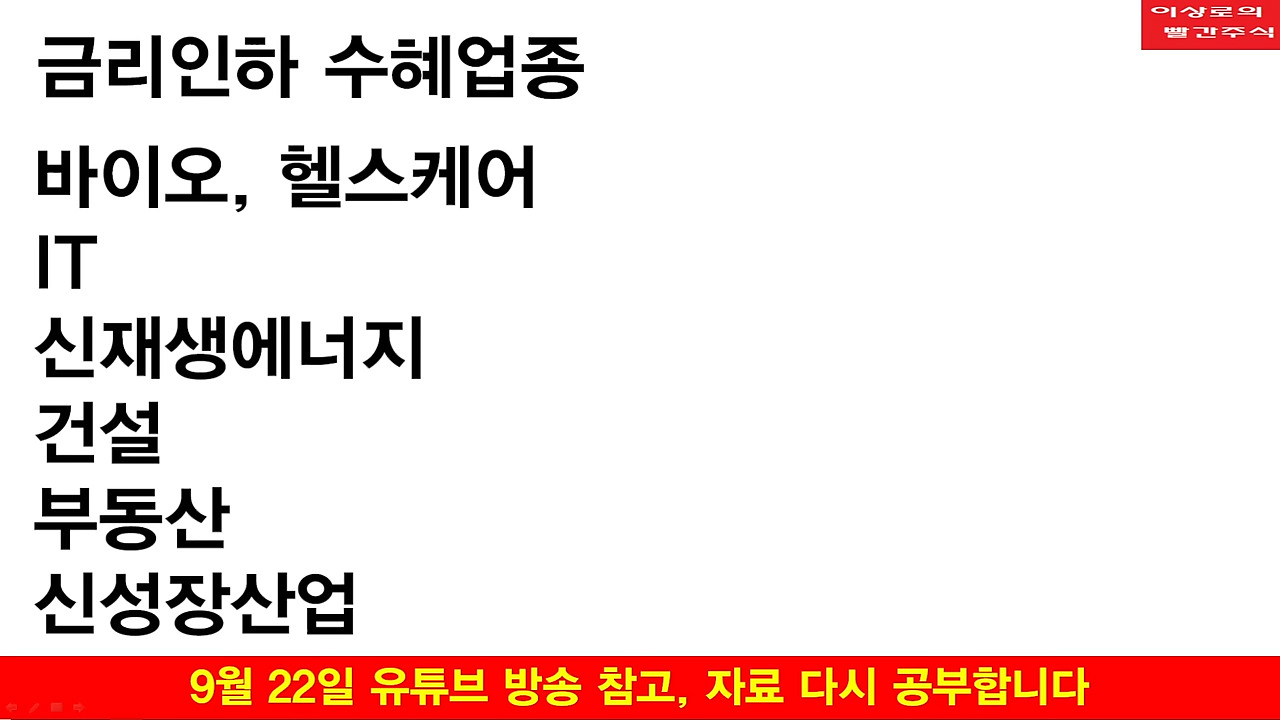 이상로의
빨간주식
금리인하 수혜업종
바이오, 헬스케어
IT
신재생에너지
건설
부동산
신성장산업
9월 22일 유튜브 방송 참고, 자료 다시 공부합니다